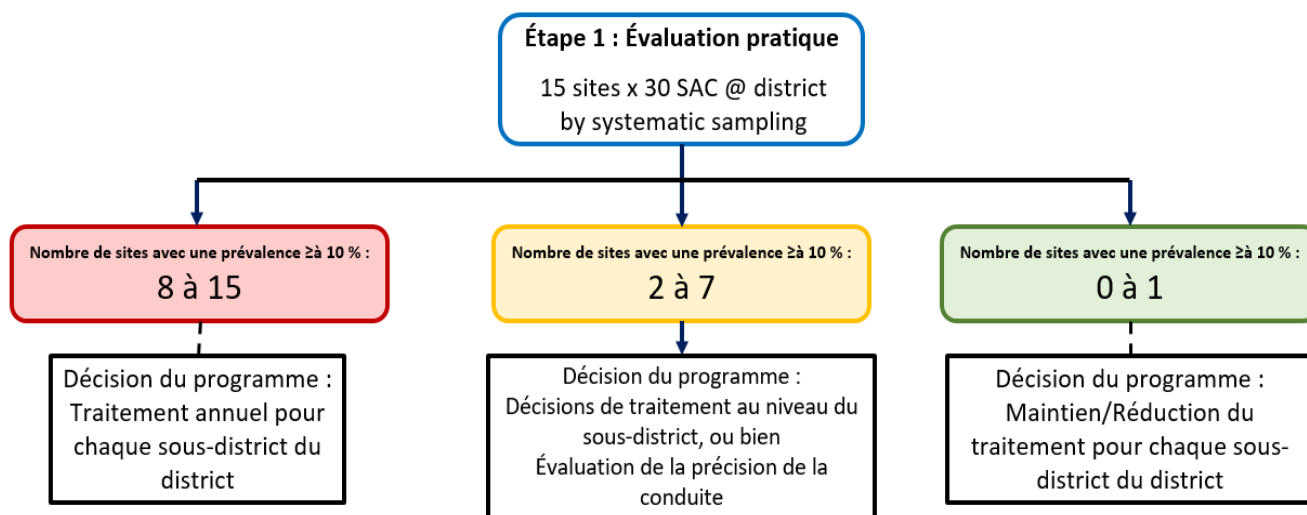 Étape 1 : Évaluation pratique
15 sites x 30 SAC @ district
by systematic sampling
Nombre de sites avec une prévalence ≥à 10 % :
8 à 15
Nombre de sites avec une prévalence ≥à 10 % :
2 à 7
Nombre de sites avec une prévalence ≥à 10 % :
0 à 1
Décision du programme :
Traitement annuel pour
chaque sous-district du
district
Décision du programme :
Décisions de traitement au niveau du
sous-district, ou bien
Évaluation de la précision de la
conduite
Décision du programme :
Maintien/Réduction du
traitement pour chaque sous-
district du district